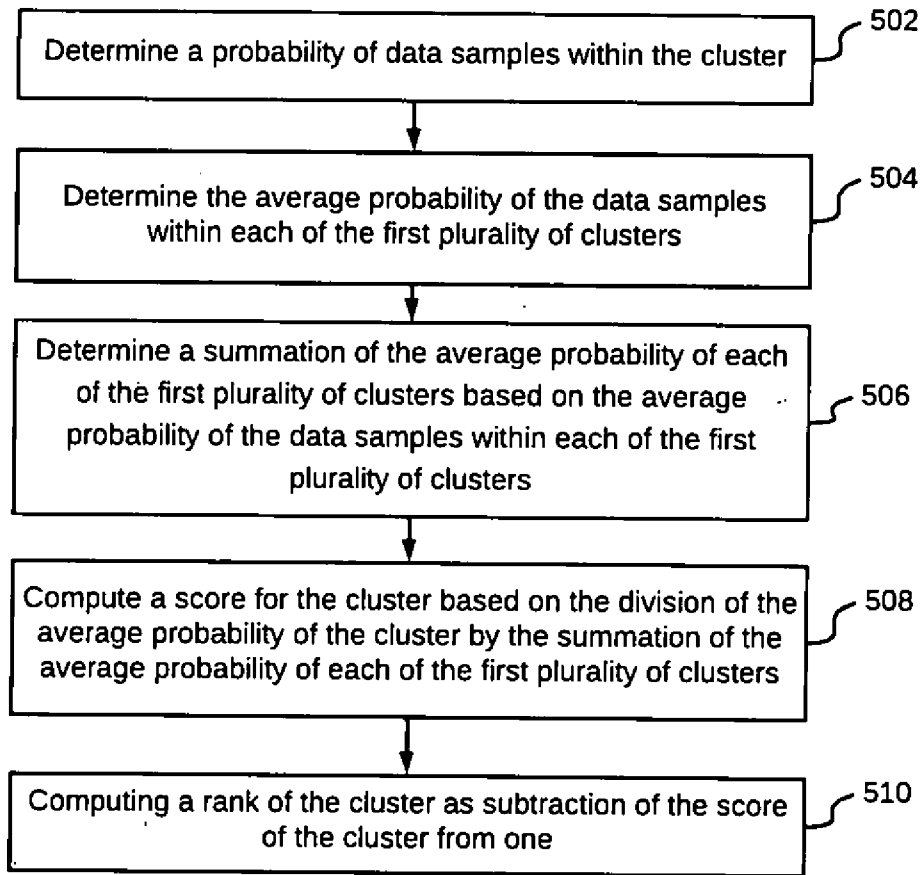 Determine a probability of data samples within the cluster
502
Determine the average probability of the data samples
within each of the first plurality of clusters
504
Determine a summation of the average probability of each
of the first plurality of clusters based on the average
probability of the data samples within each of the first
plurality of clusters
506
Compute a score for the cluster based on the division of the
average probability of the cluster by the summation of the
average probability of each of the first plurality of clusters
508
Computing a rank of the cluster as subtraction of the score
of the cluster from one
510